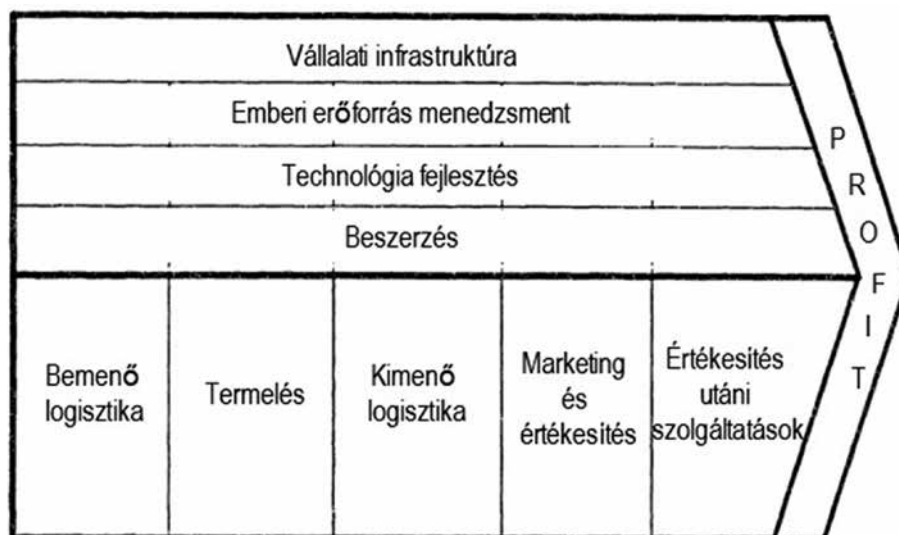 Vállalati infrastruktúra
Emberi erőforrás menedzsment
Technológia fejlesztés
Beszerzés
Bemenő
logisztika
Termelés
Kimenő
logisztika
Marketing
és
értékesítés
Értékesítés
utáni
szolgáltatások
PROFIT